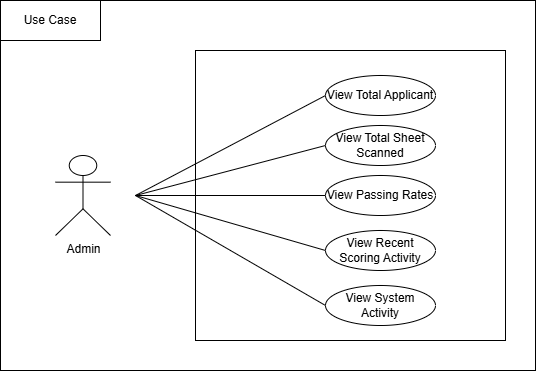 Use Case
View Total Applicant
View Total Sheet
Scanned
View Passing Rates
Admin
View Recent
Scoring Activity
View System
Activity